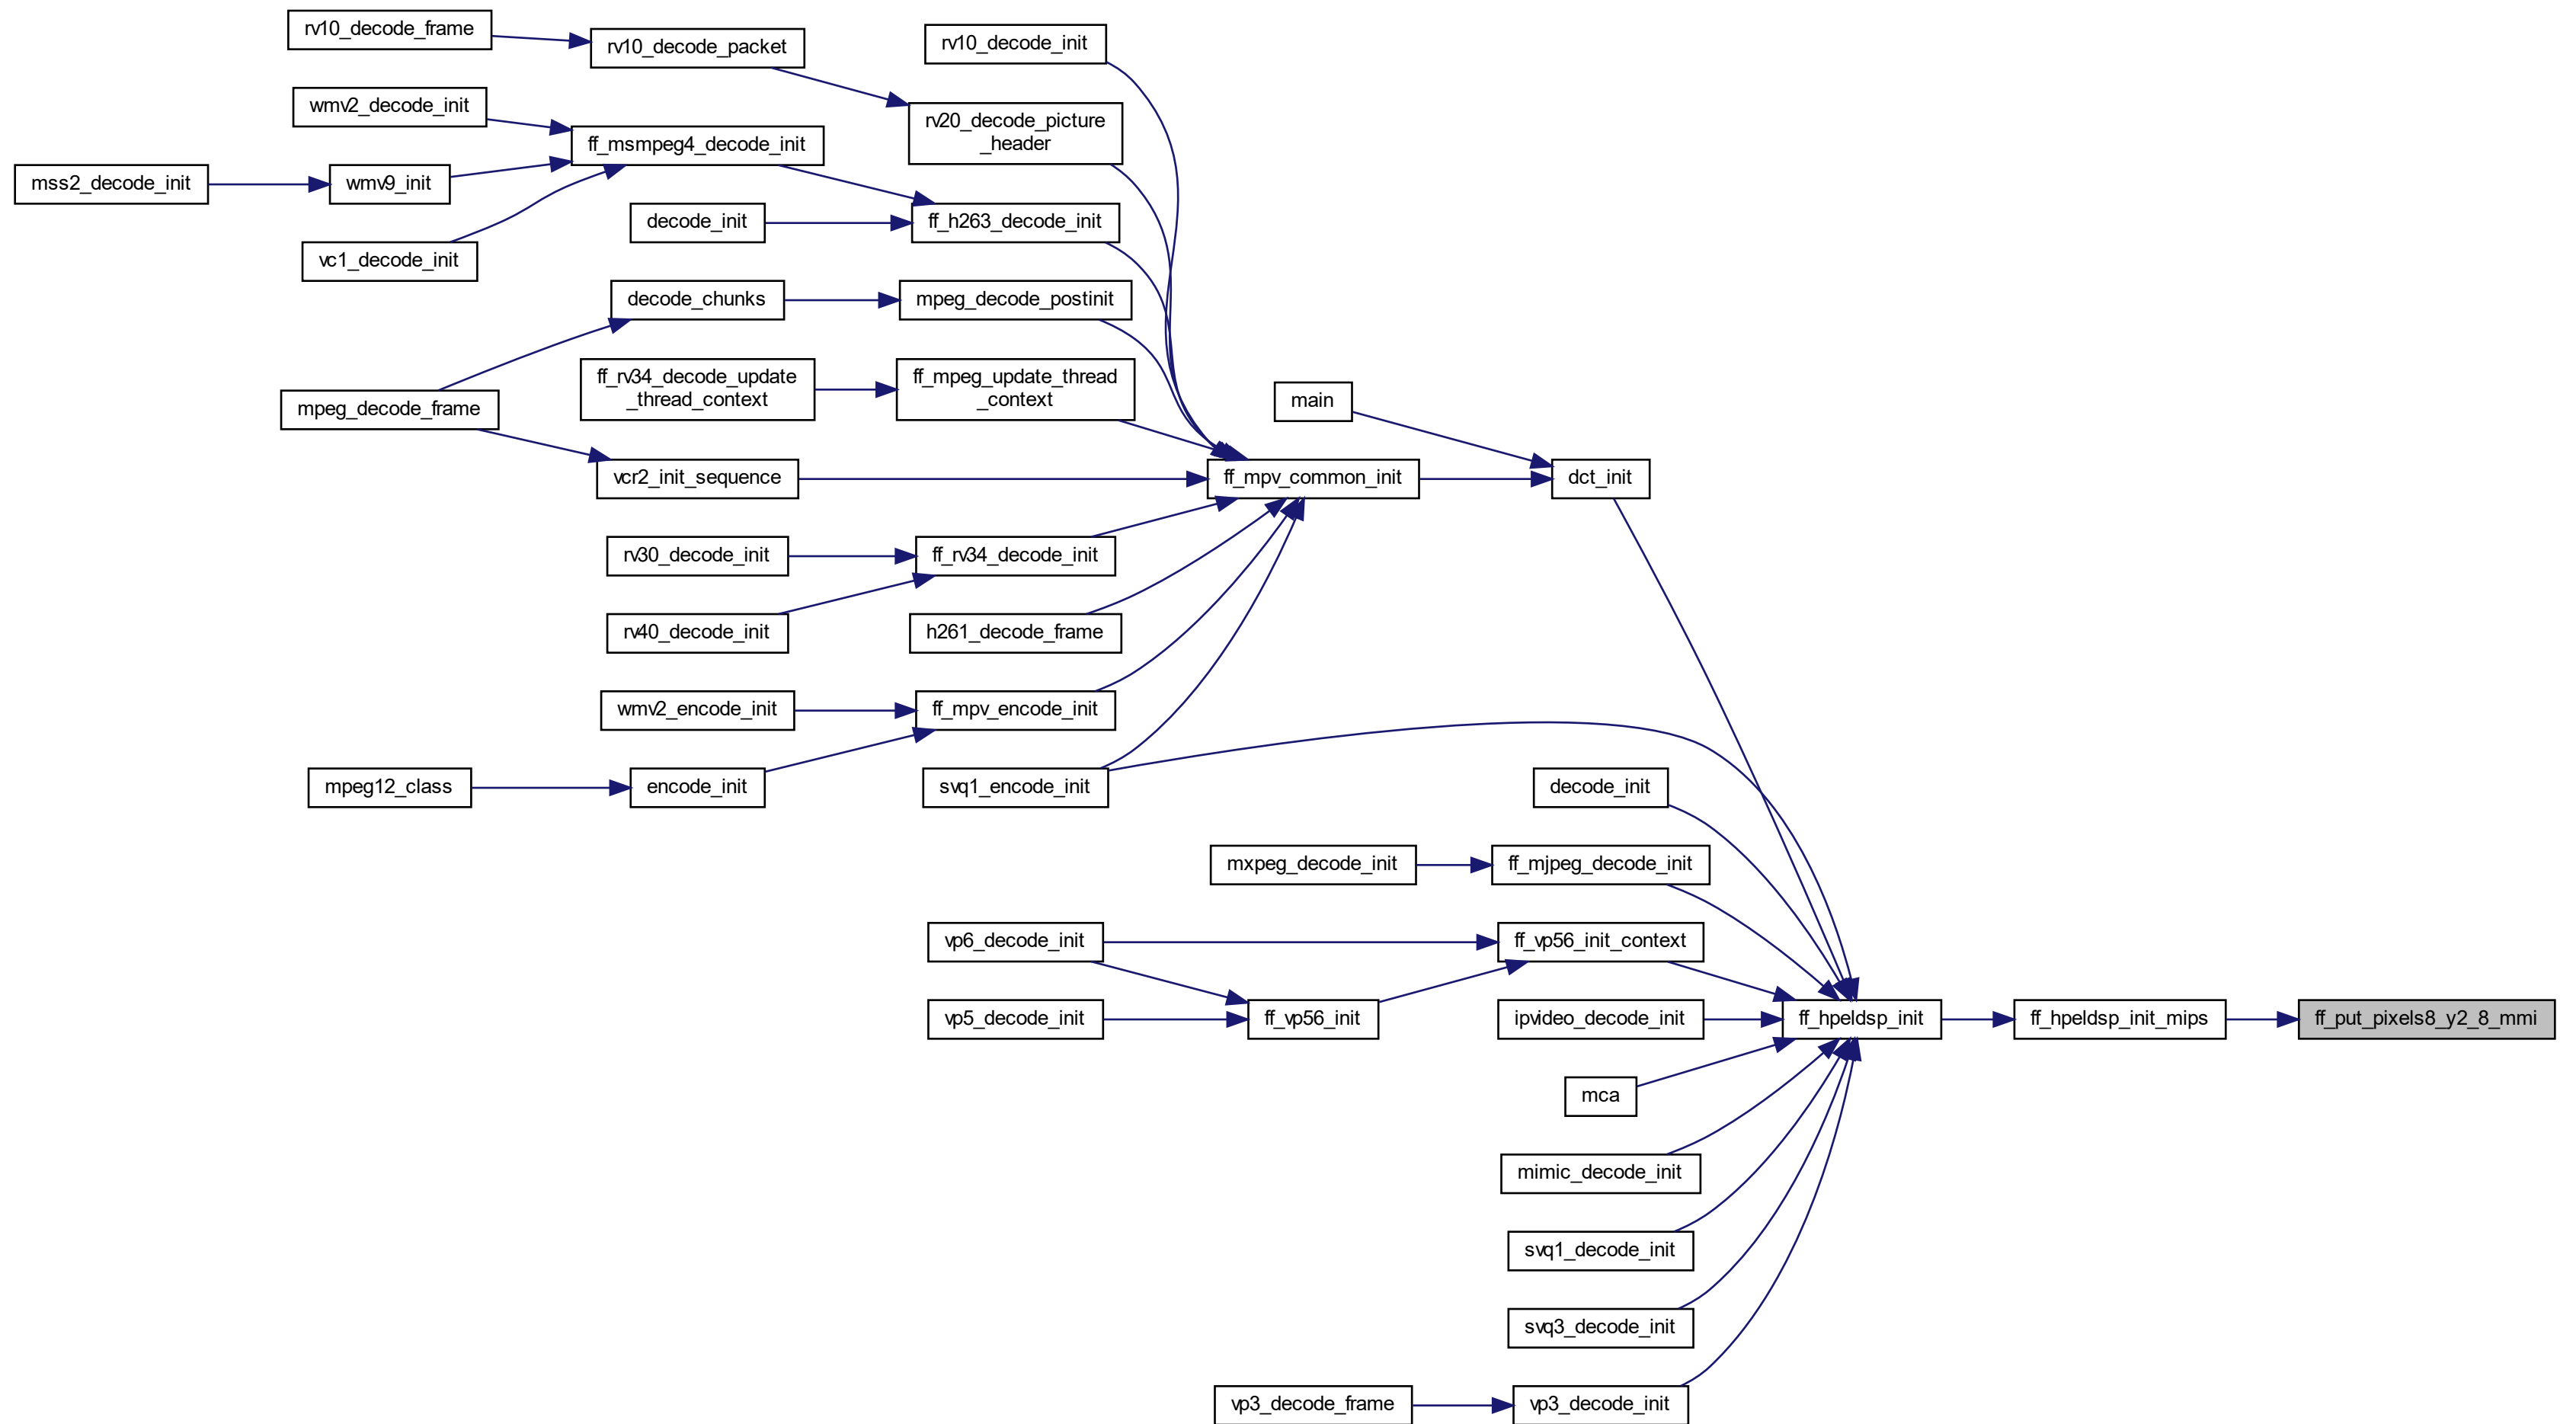 rv10_decode_frame
rv10_decode_packet
rv10_decode_init
wmv2_decode_init
rv20_decode_picture
_header
ff_msmpeg4_decode_init
mss2_decode_init
wmv9_init
decode_init
ff_h263_decode_init
vc1_decode_init
decode_chunks
mpeg_decode_postinit
ff_rv34_decode_update
_thread_context
ff_mpeg_update_thread
_context
main
mpeg_decode_frame
vcr2_init_sequence
ff_mpv_common_init
dct_init
rv30_decode_init
ff_rv34_decode_init
rv40_decode_init
h261_decode_frame
wmv2_encode_init
ff_mpv_encode_init
mpeg12_class
encode_init
svq1_encode_init
decode_init
mxpeg_decode_init
ff_mjpeg_decode_init
vp6_decode_init
ff_vp56_init_context
vp5_decode_init
ff_vp56_init
ipvideo_decode_init
ff_hpeldsp_init
ff_hpeldsp_init_mips
ff_put_pixels8_y2_8_mmi
mca
mimic_decode_init
svq1_decode_init
svq3_decode_init
vp3_decode_frame
vp3_decode_init